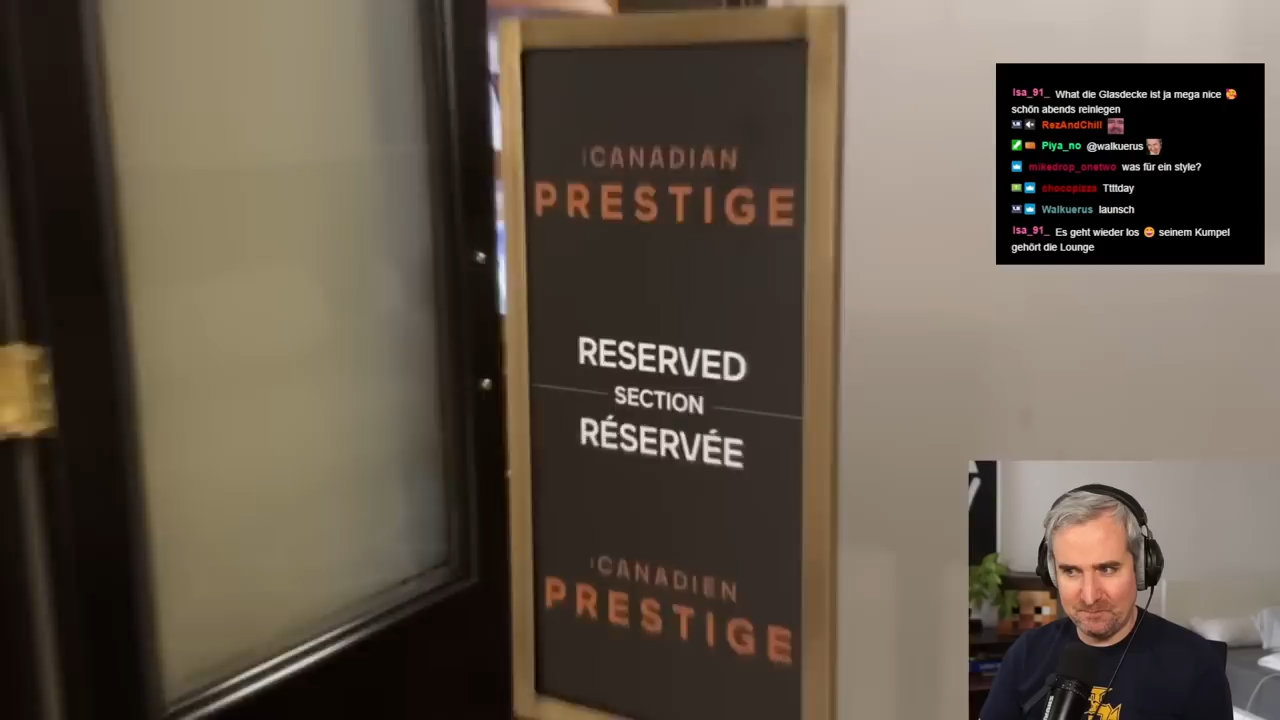 CANADIAN
PRESTIGE
RESERVED
SECTION
RÉSERVÉE
CANADIEN
PRESTIGE
Isa_91_ What die Glasdecke ist ja mega nice
schön abends reinlegen
RezAndChill
Piya_no @walkuerus
mikedrop_onetwo was für ein style?
chocopizza Ttttday
Walkuerus launsch
Isa_91_ Es geht wieder los seinem Kumpel
gehört die Lounge